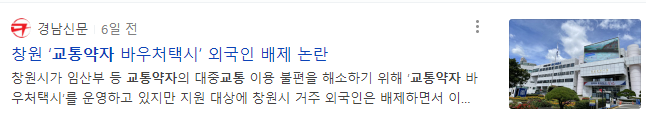 경남신문 6일 전
창원 ‘교통약자 바우처택시’ 외국인 배제 논란
창원시가 임산부 등 교통약자의 대중교통 이용 불편을 해소하기 위해 ‘교통약자 바
우처택시’를 운영하고 있지만 지원 대상에 창원시 거주 외국인은 배제하면서 이...